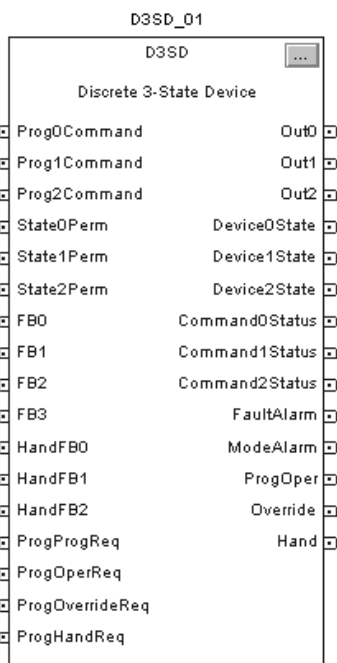 D3SD_01
D3SD
...
Discrete 3-State Device
Prog0Command Out0
Prog1Command Out1
Prog2Command Out2
State0Perm Device0State
State1Perm Device1State
State2Perm Device2State
FB0 Command0Status
FB1 Command1Status
FB2 Command2Status
FB3 FaultAlarm
HandFB0 ModeAlarm
HandFB1 ProgOper
HandFB2 Override
ProgProgReq Hand
ProgOperReq
ProgOverrideReq
ProgHandReq